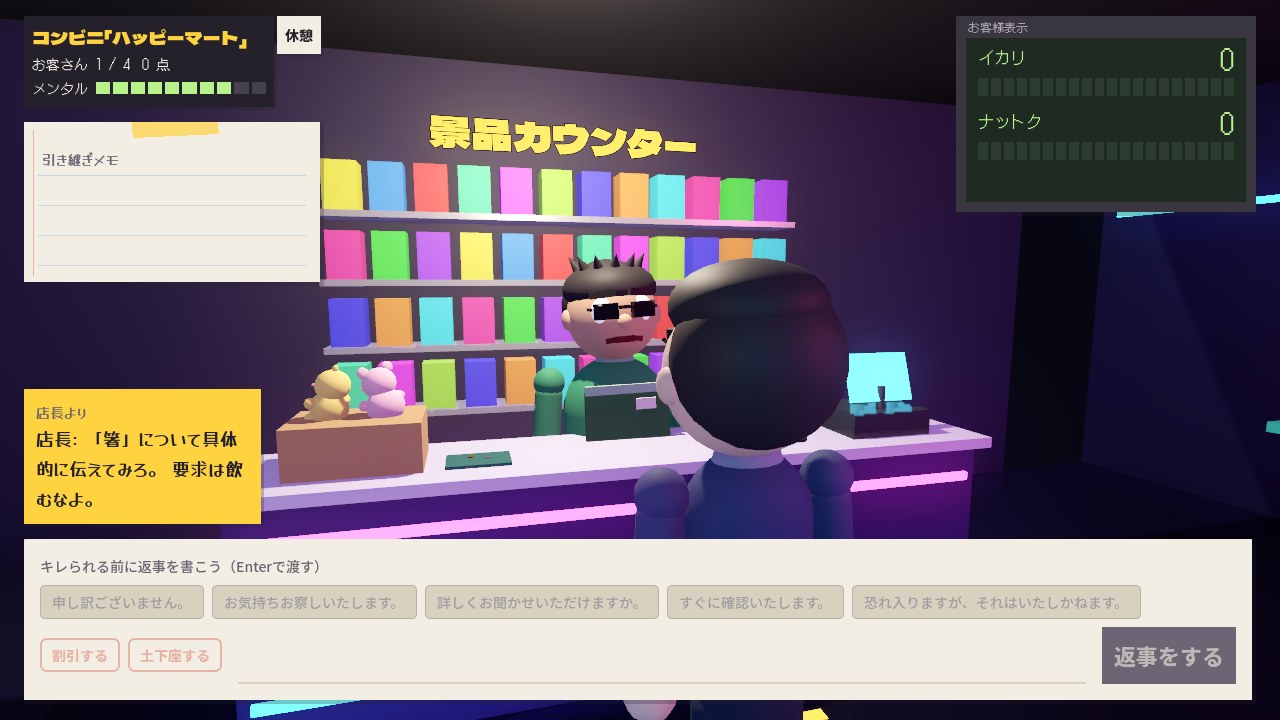 コンビニ「ハッピーマート」
休憩
お客さん 1 / 4 0 点
メンタル
引き継ぎメモ
景品カウンター
お客様表示
イカリ 0
ナットク 0
店長より
店長: 「箸」について具体
的に伝えてみろ。 要求は飲
むなよ。
キレられる前に返事を書こう（Enterで渡す）
申し訳ございません。
お気持ちお察しいたします。
詳しくお聞かせいただけますか。
すぐに確認いたします。
恐れ入りますが、それはいたしかねます。
割引する
土下座する
返事をする